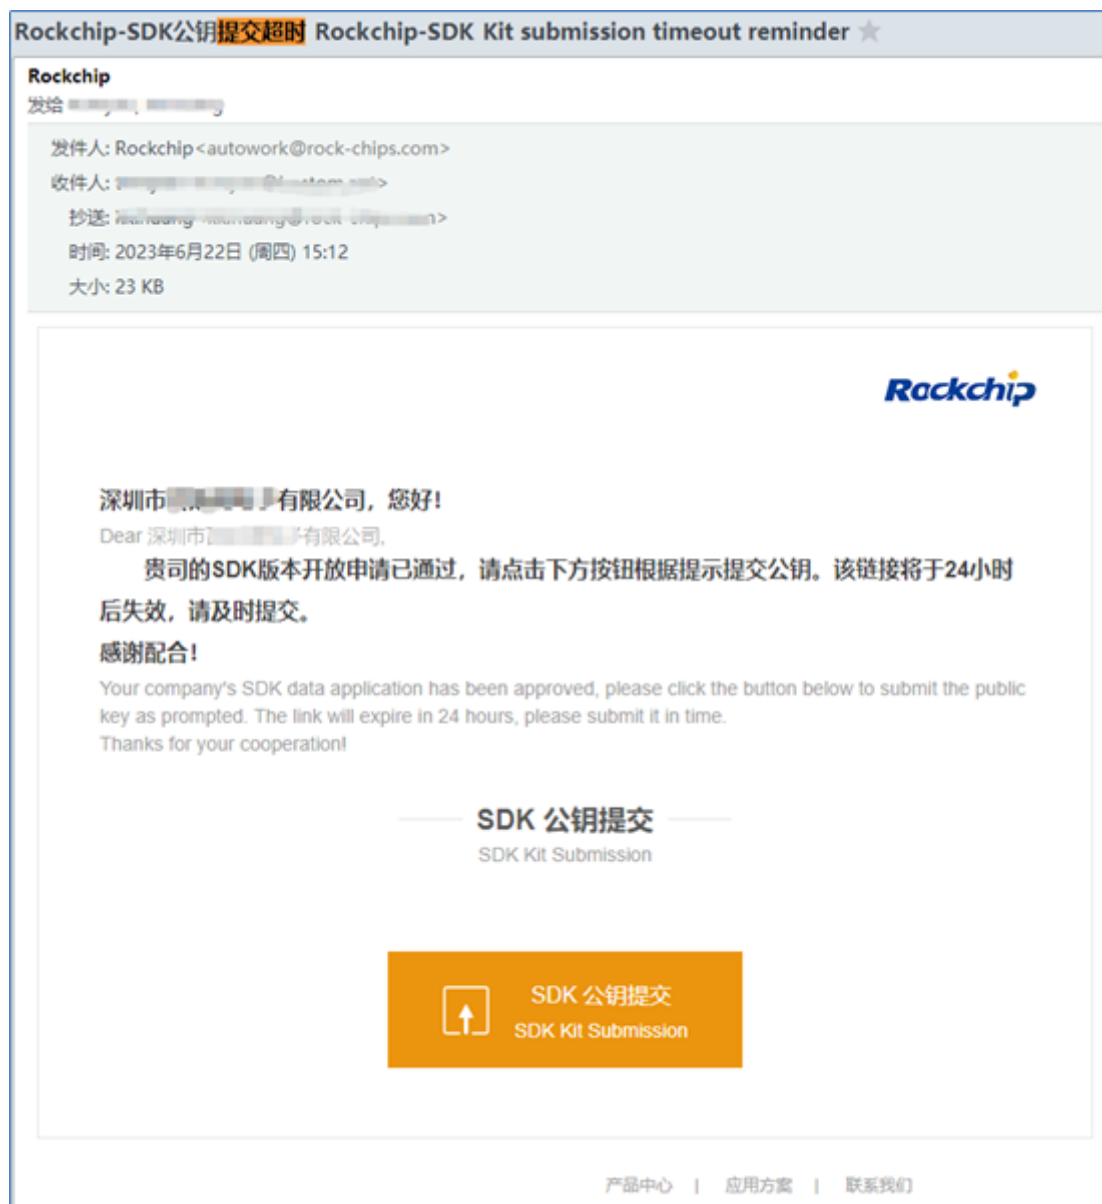 Rockchip-SDK公钥提交超时 Rockchip-SDK Kit submission timeout reminder
Rockchip
发给
发件人: Rockchip<autowork@rock-chips.com>
收件人:
抄送:
时间: 2023年6月22日 (周四) 15:12
大小: 23 KB
Rockchip
深圳市 有限公司，您好！
Dear 深圳市 有限公司,
贵司的SDK版本开放申请已通过，请点击下方按钮根据提示提交公钥。该链接将于24小时
后失效，请及时提交。
感谢配合！
Your company's SDK data application has been approved, please click the button below to submit the public
key as prompted. The link will expire in 24 hours, please submit it in time.
Thanks for your cooperation!
SDK 公钥提交
SDK Kit Submission
SDK 公钥提交
SDK Kit Submission
产品中心 | 应用方案 | 联系我们